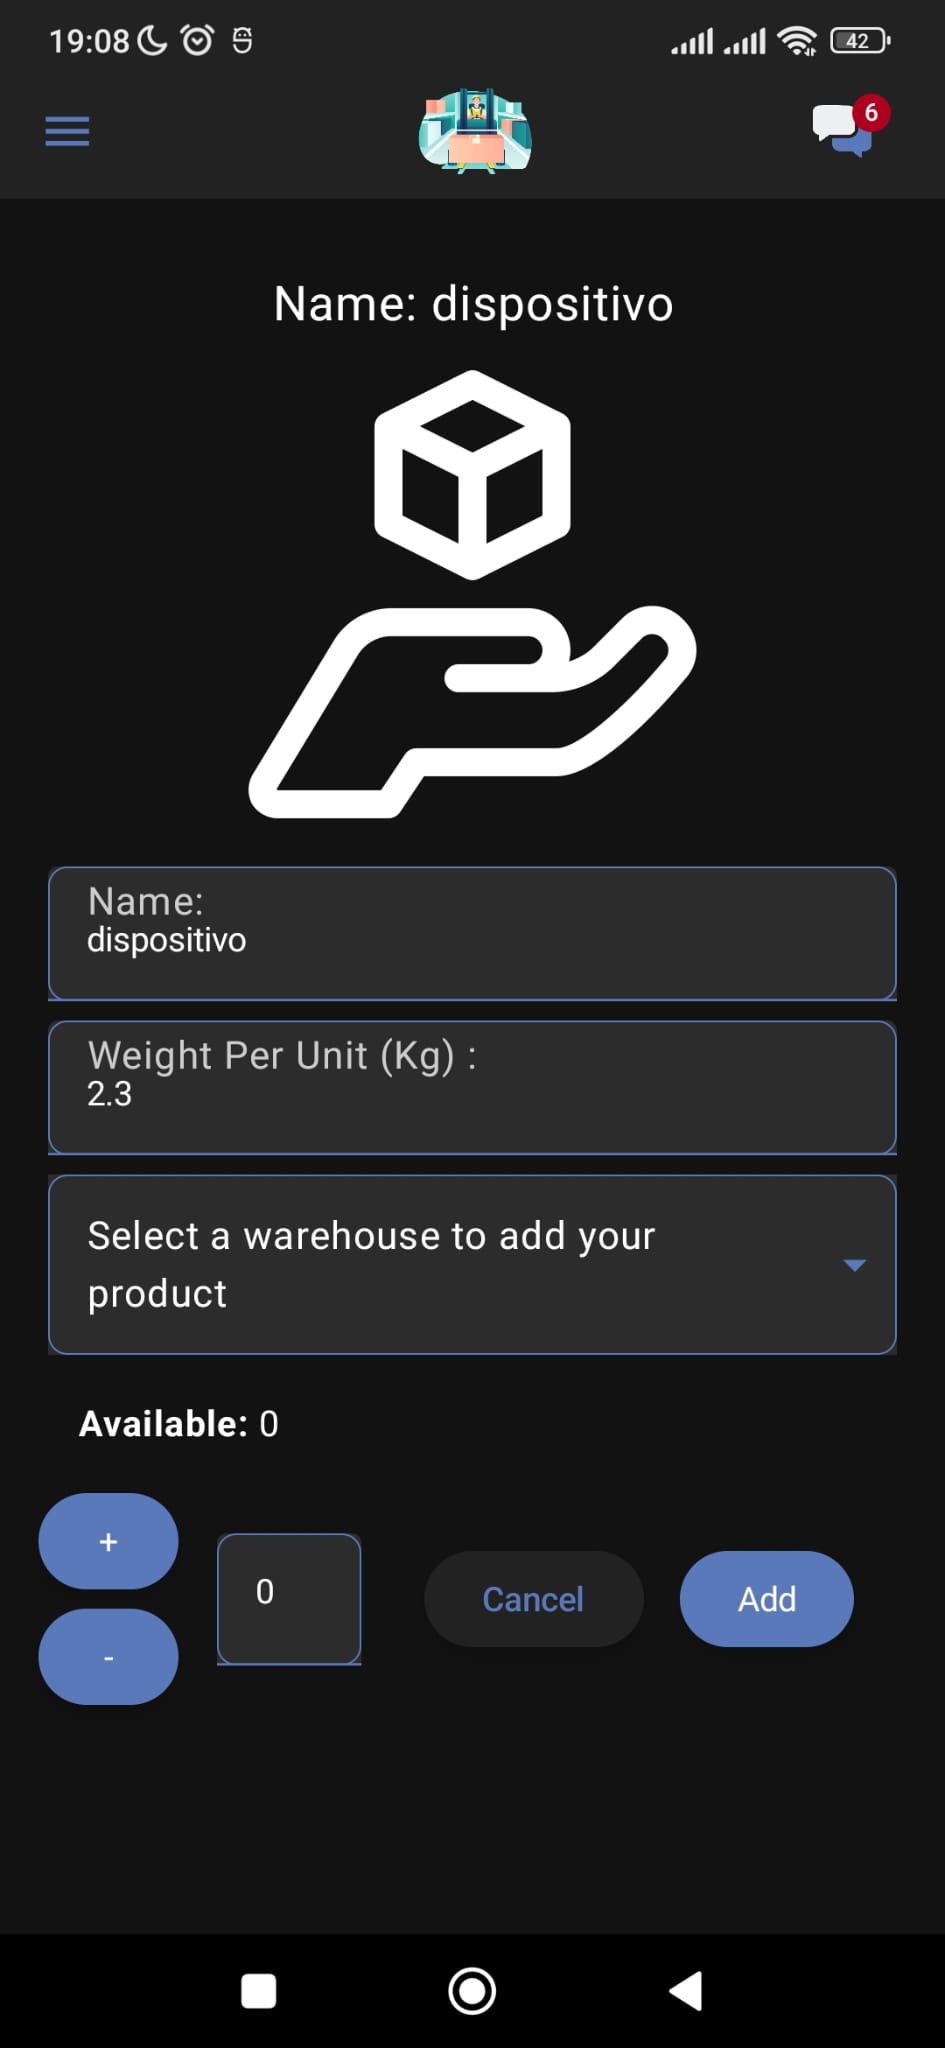 19:08
42
6
Name: dispositivo
Name:
dispositivo
Weight Per Unit (Kg) :
2.3
Select a warehouse to add your
product
Available: 0
+
0
Cancel
Add
-